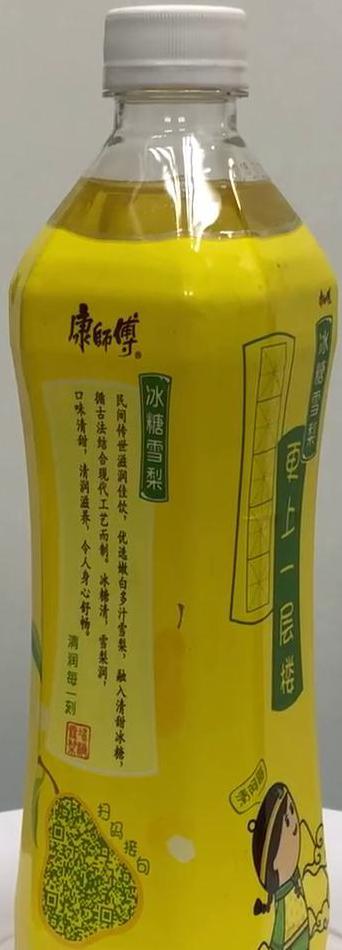 康師傅
冰糖雪梨
民间传世滋润佳饮，优选嫩白多汁雪梨，融入清甜冰糖，
循古法结合现代工艺而制。冰糖清，雪梨润，
口味清甜，清润滋养，令人身心舒畅。
清润每一刻
冰糖雪梨
更上一层楼
扫码接句